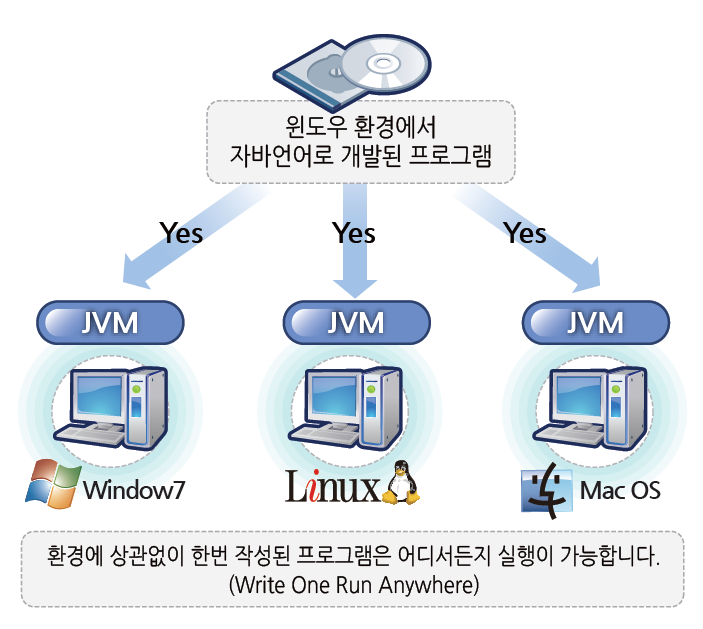 윈도우 환경에서
자바언어로 개발된 프로그램
Yes
Yes
Yes
JVM
JVM
JVM
Window7
Linux
Mac OS
환경에 상관없이 한번 작성된 프로그램은 어디서든지 실행이 가능합니다.
(Write One Run Anywhere)